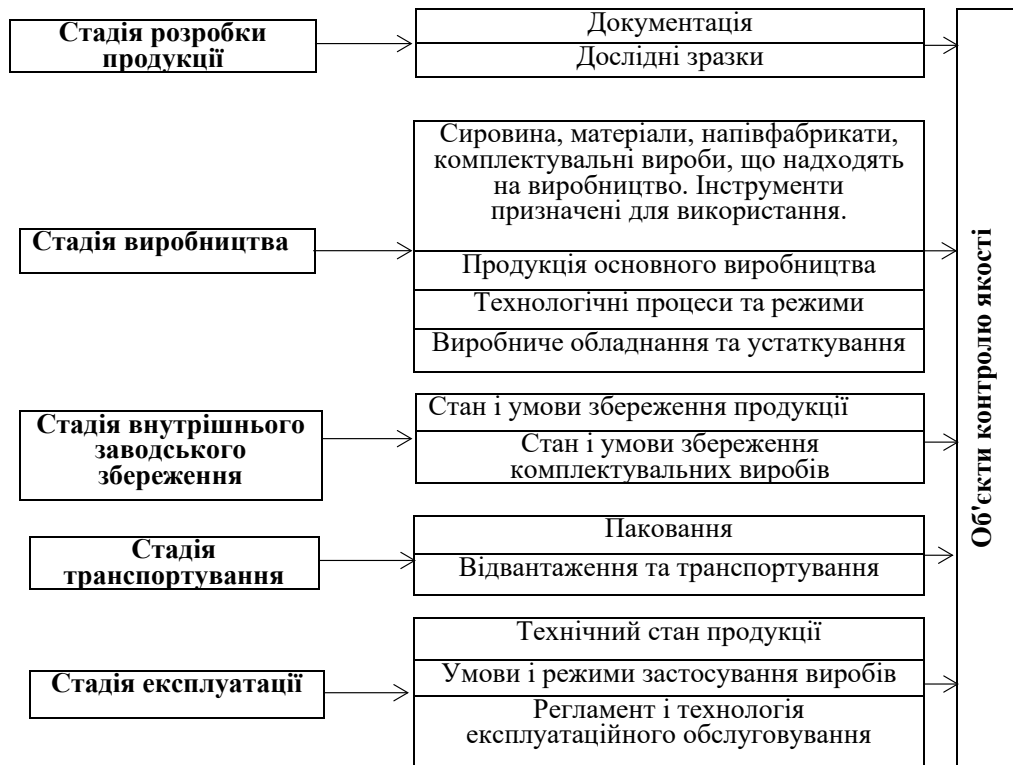 Стадія розробки
продукції
Документація
Дослідні зразки
Стадія виробництва
Сировина, матеріали, напівфабрикати,
комплектувальні вироби, що надходять
на виробництво. Інструменти
призначені для використання.
Продукція основного виробництва
Технологічні процеси та режими
Виробниче обладнання та устаткування
Стадія внутрішнього
заводського
збереження
Стан і умови збереження продукції
Стан і умови збереження
комплектувальних виробів
Стадія
транспортування
Паковання
Відвантаження та транспортування
Стадія експлуатації
Технічний стан продукції
Умови і режими застосування виробів
Регламент і технологія
експлуатаційного обслуговування
Об'єкти контролю якості